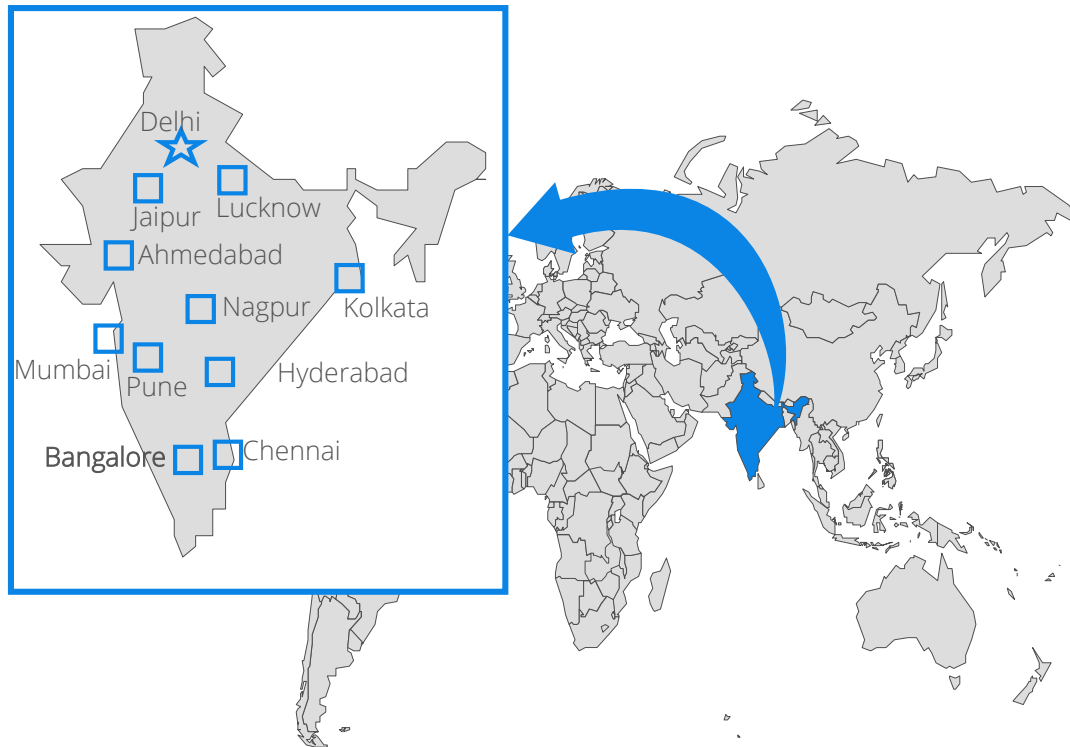 Delhi
Jaipur
Lucknow
Ahmedabad
Nagpur
Kolkata
Mumbai
Pune
Hyderabad
Bangalore
Chennai